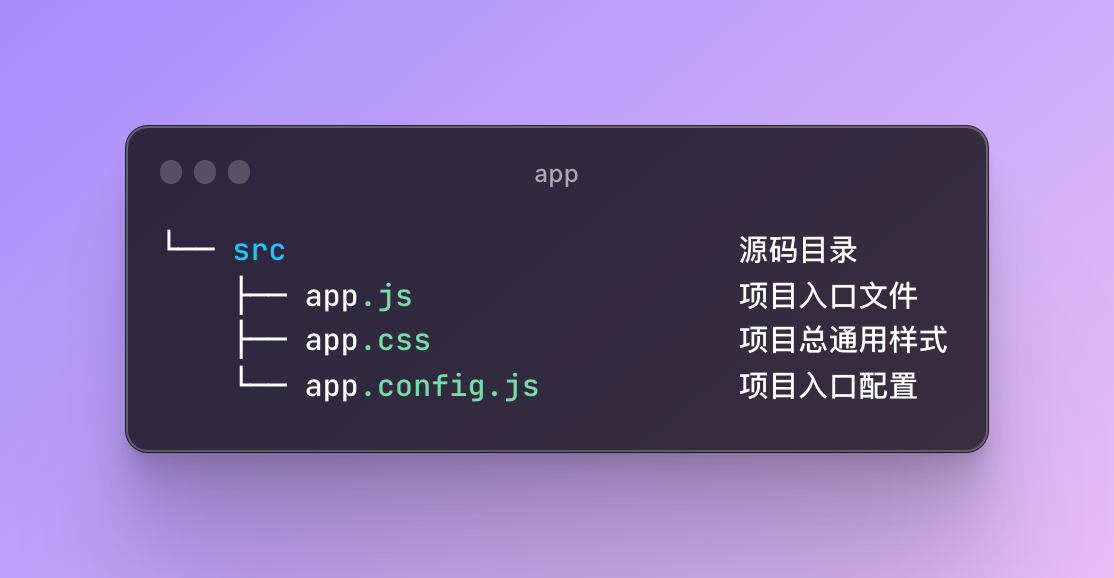 app
└── src 源码目录
    ├── app.js 项目入口文件
    ├── app.css 项目总通用样式
    └── app.config.js 项目入口配置